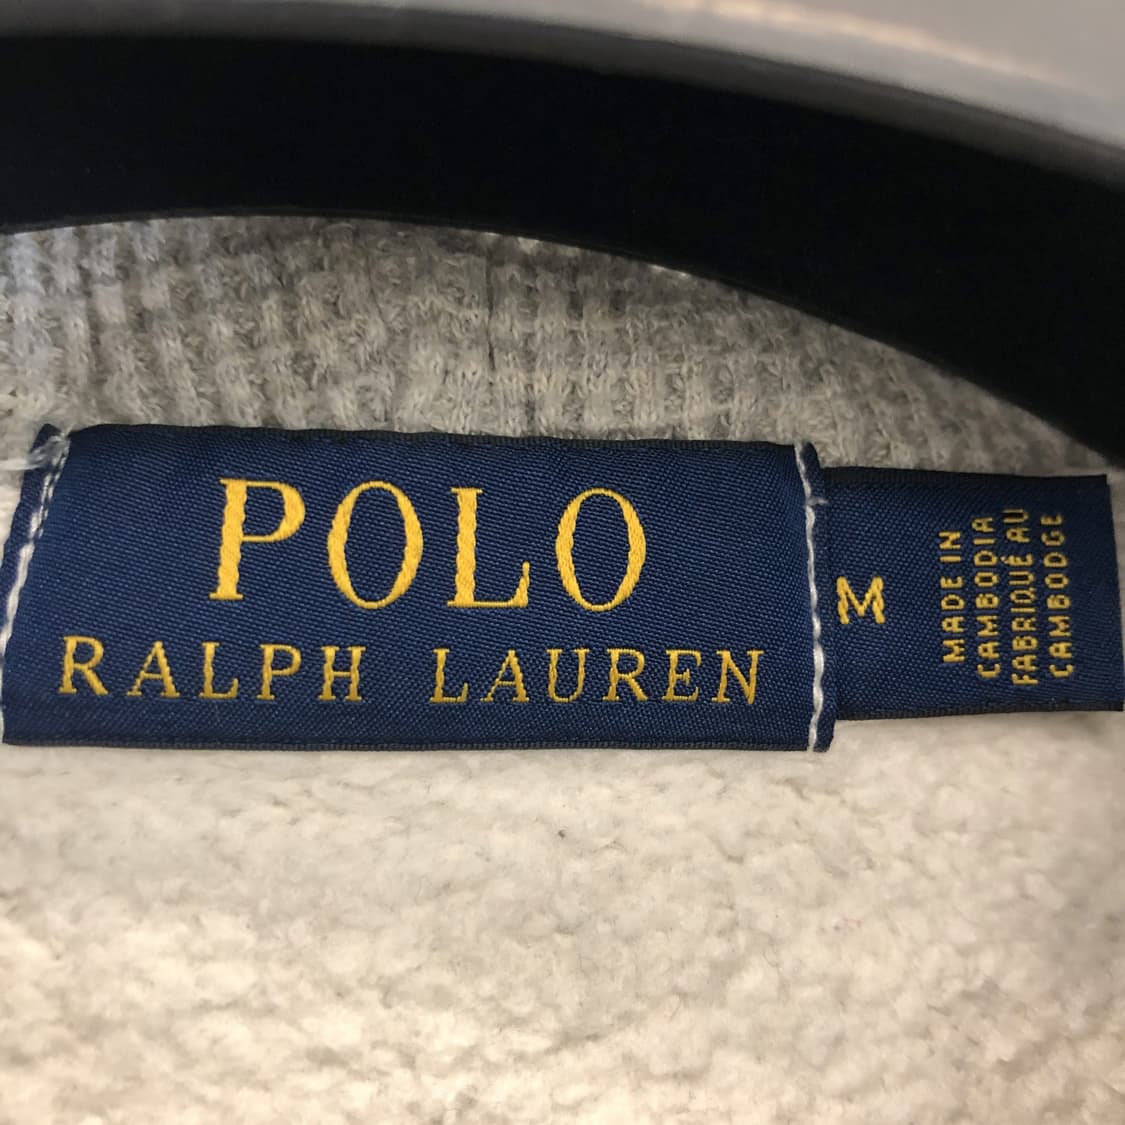 POLO
RALPH LAUREN
M
MADE IN
CAMBODIA
FABRIQUÉ AU
CAMBODGE